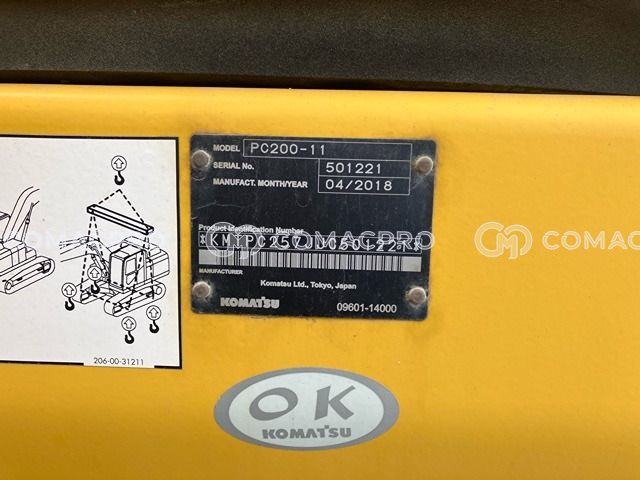 MODEL PC200-11
SERIAL No. 501221
MANUFACT. MONTH/YEAR 04/2018
Product Identification Number
MANUFACTURER
Komatsu Ltd., Tokyo, Japan
KOMATSU
09601-14000
206-00-31211
OK
KOMATSU
COMACPRO